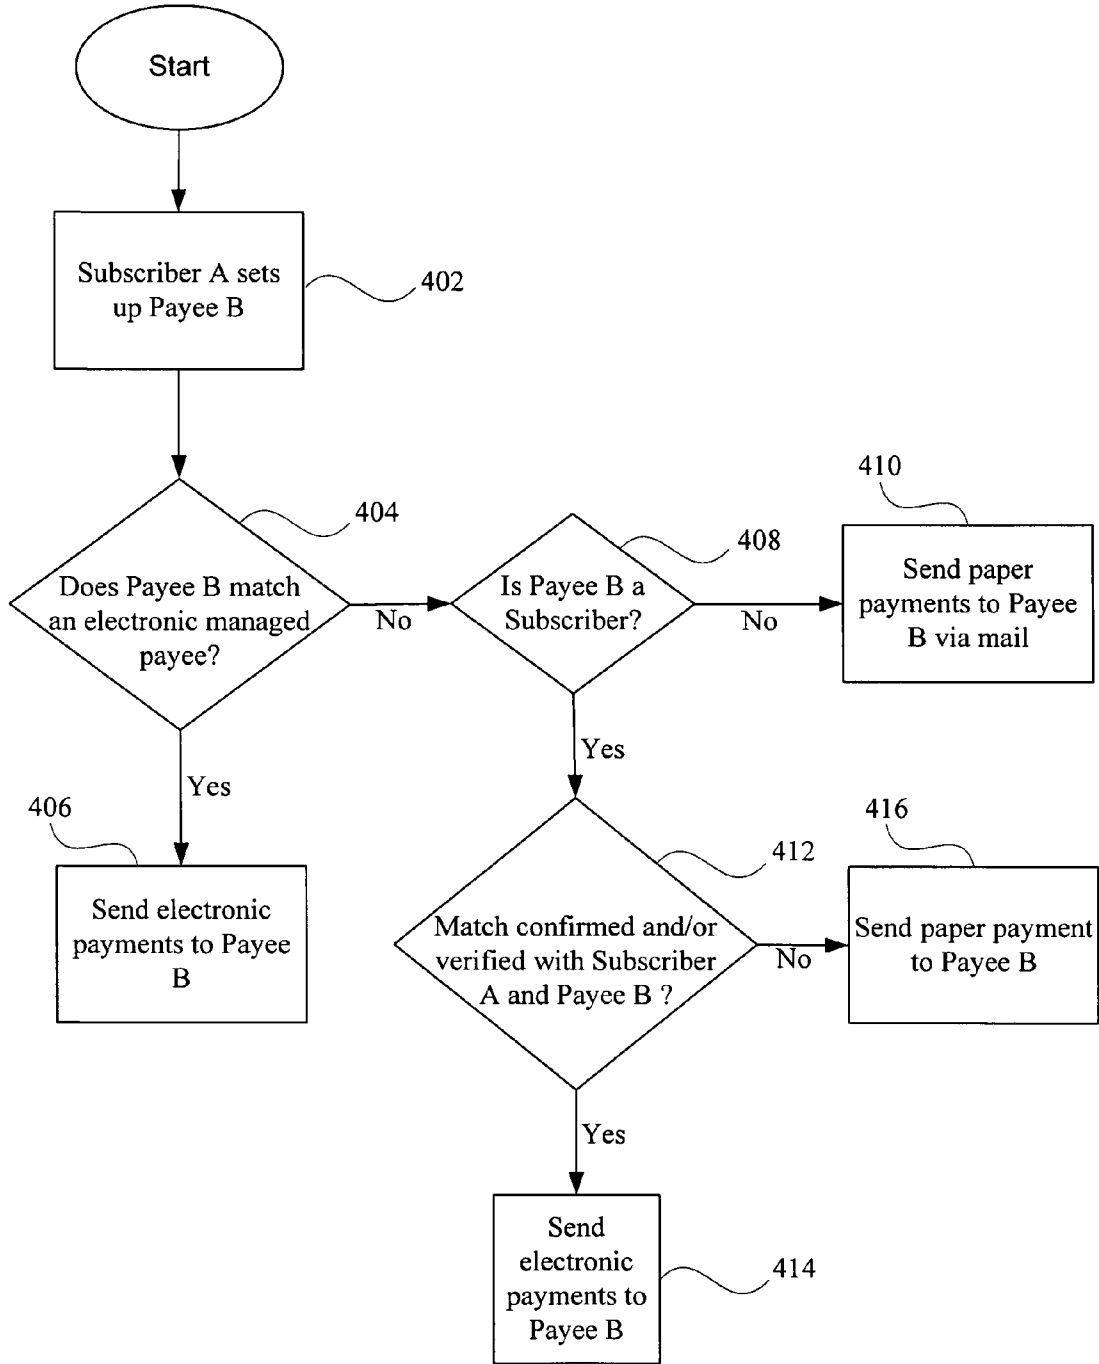 Start
Subscriber A sets
up Payee B
402
404
Does Payee B match
an electronic managed
payee?
No
408
Is Payee B a
Subscriber?
No
410
Send paper
payments to Payee
B via mail
Yes
406
Send electronic
payments to Payee
B
Yes
412
Match confirmed and/or
verified with Subscriber
A and Payee B ?
No
416
Send paper payment
to Payee B
Yes
Send
electronic
payments to
Payee B
414